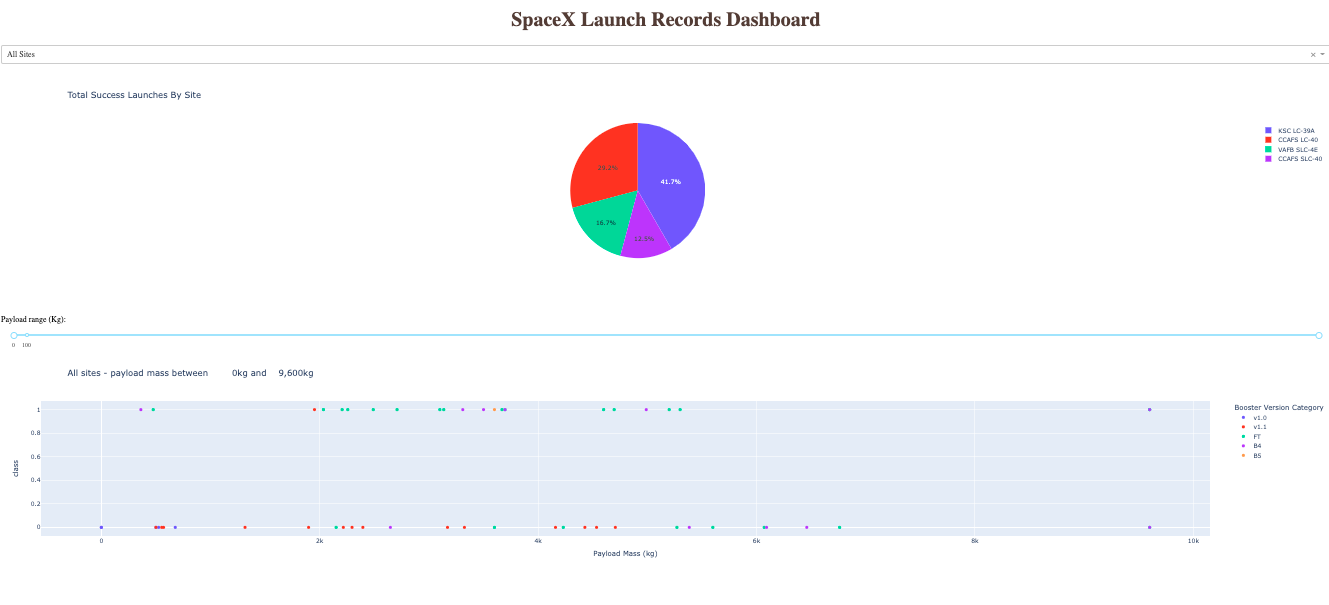 SpaceX Launch Records Dashboard
All Sites
Total Success Launches By Site
KSC LC-39A
CCAFS LC-40
VAFB SLC-4E
CCAFS SLC-40
29.2%
41.7%
16.7%
12.5%
Payload range (Kg):
0 100
All sites - payload mass between 0kg and 9,600kg
Booster Version Category
v1.0
v1.1
FT
B4
B5
class
1
0.8
0.6
0.4
0.2
0
0 2k 4k 6k 8k 10k
Payload Mass (kg)